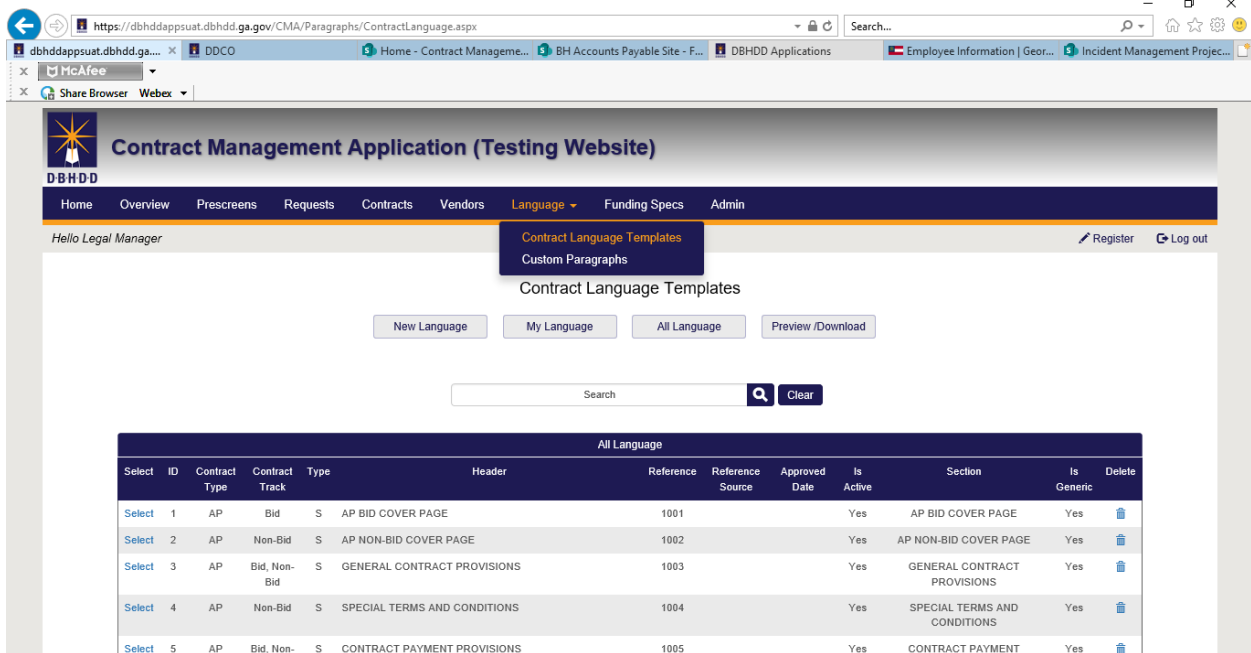 https://dbhddappsuat.dbhdd.ga.gov/CMA/Paragraphs/ContractLanguage.aspx Search...
dbhddappsuat.dbhdd.ga.... DDCO Home - Contract Manageme... BH Accounts Payable Site - F... DBHDD Applications Employee Information | Geor... Incident Management Projec...
McAfee
Share Browser Webex
Contract Management Application (Testing Website)
D·B·H·D·D
Home Overview Prescreens Requests Contracts Vendors Language Funding Specs Admin
Hello Legal Manager Contract Language Templates Register Log out
Custom Paragraphs
Contract Language Templates
New Language My Language All Language Preview /Download
Search Clear
All Language
Select ID Contract Type Contract Track Type Header Reference Reference Source Approved Date Is Active Section Is Generic Delete
Select 1 AP Bid S AP BID COVER PAGE 1001 Yes AP BID COVER PAGE Yes
Select 2 AP Non-Bid S AP NON-BID COVER PAGE 1002 Yes AP NON-BID COVER PAGE Yes
Select 3 AP Bid, Non-Bid S GENERAL CONTRACT PROVISIONS 1003 Yes GENERAL CONTRACT PROVISIONS Yes
Select 4 AP Non-Bid S SPECIAL TERMS AND CONDITIONS 1004 Yes SPECIAL TERMS AND CONDITIONS Yes
Select 5 AP Bid, Non- S CONTRACT PAYMENT PROVISIONS 1005 Yes CONTRACT PAYMENT Yes